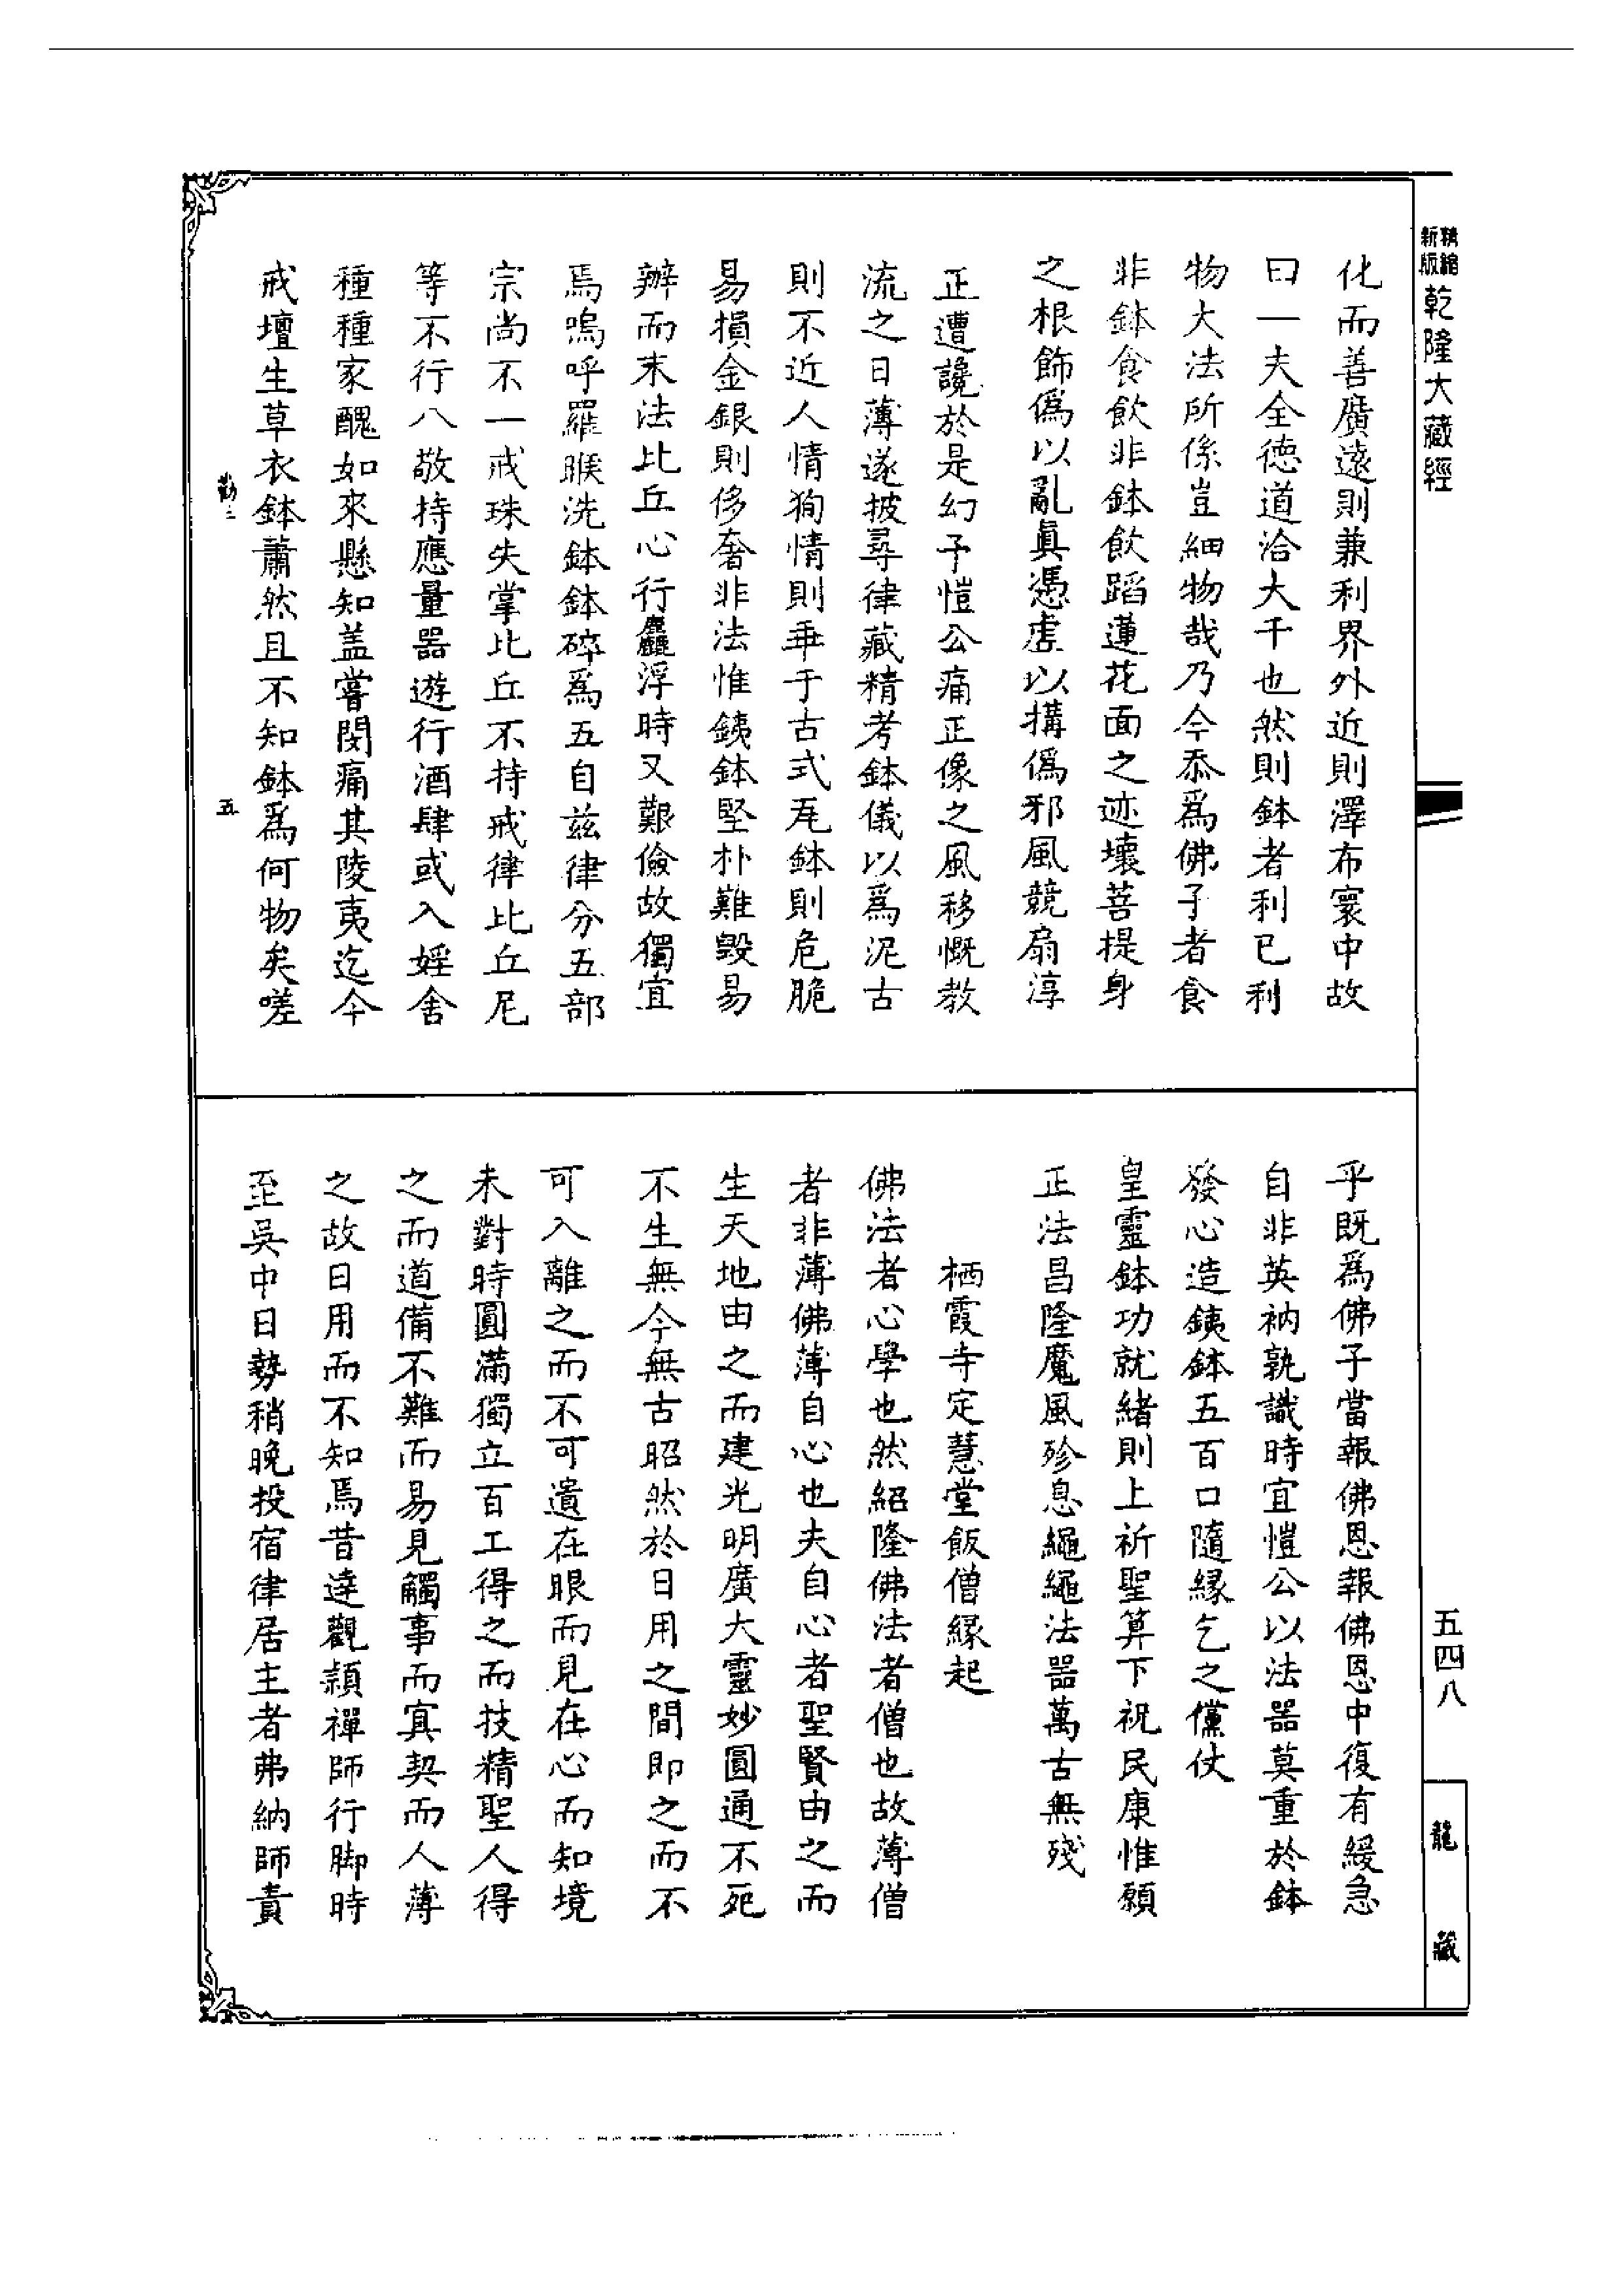 精縮新版乾隆大藏經
化而善廣遠則兼利界外近則澤布寰中故
曰一夫全德道洽大千也然則鉢者利已利
物大法所係豈細物哉乃今忝爲佛子者食
非鉢食飲非鉢飲蹈蓮花面之迹壞菩提身
之根飾僞以亂眞憑虛以搆僞邪風競扇淳
正遭讒於是幻予愷公痛正像之風移慨教
流之日薄遂披尋律藏精考鉢儀以爲泥古
則不近人情狥情則乖于古式瓦鉢則危脆
易損金銀則侈奢非法惟銕鉢堅朴難毀易
辦而末法比丘心行麤浮時又艱儉故獨宜
焉嗚呼羅睺洗鉢鉢碎爲五自茲律分五部
宗尚不一戒珠失掌比丘不持戒律比丘尼
等不行八敬持應量器遊行酒肆或入婬舍
種種家醜如來懸知盖嘗閔痛其陵夷迄今
戒壇生草衣鉢蕭然且不知鉢爲何物矣嗟
五
乎既爲佛子當報佛恩報佛恩中復有緩急
自非英衲孰識時宜愷公以法器莫重於鉢
發心造銕鉢五百口隨縁乞之儻仗
皇靈鉢功就緒則上祈聖算下祝民康惟願
正法昌隆魔風殄息繩繩法器萬古無殘
栖霞寺定慧堂飯僧縁起
佛法者心學也然紹隆佛法者僧也故薄僧
者非薄佛薄自心也夫自心者聖賢由之而
生天地由之而建光明廣大靈妙圓通不死
不生無今無古昭然於日用之間即之而不
可入離之而不可遺在眼而見在心而知境
未對時圓滿獨立百工得之而技精聖人得
之而道備不難而易見觸事而寘契而人薄
之故日用而不知焉昔逹觀頴禪師行脚時
至吳中日勢稍晚投宿律居主者弗納師責
五四八
龍藏